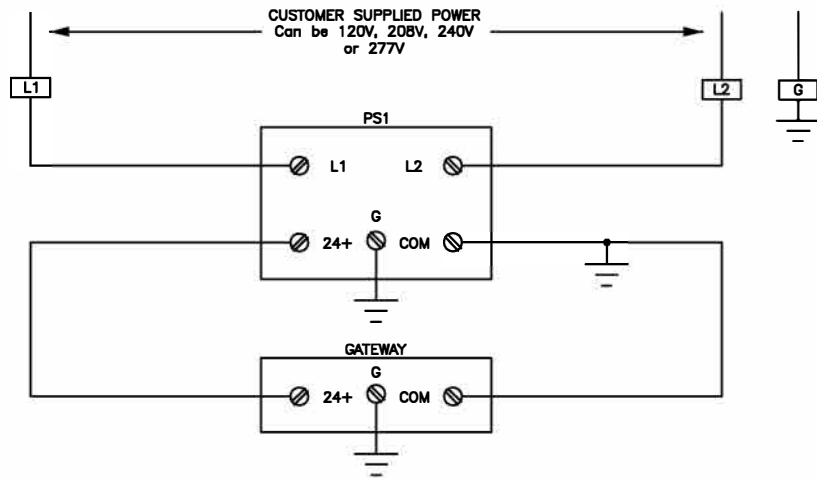 CUSTOMER SUPPLIED POWER
Can be 120V, 208V, 240V
or 277V
L1
L2
G
PS1
L1
L2
G
24+
COM
GATEWAY
G
24+
COM